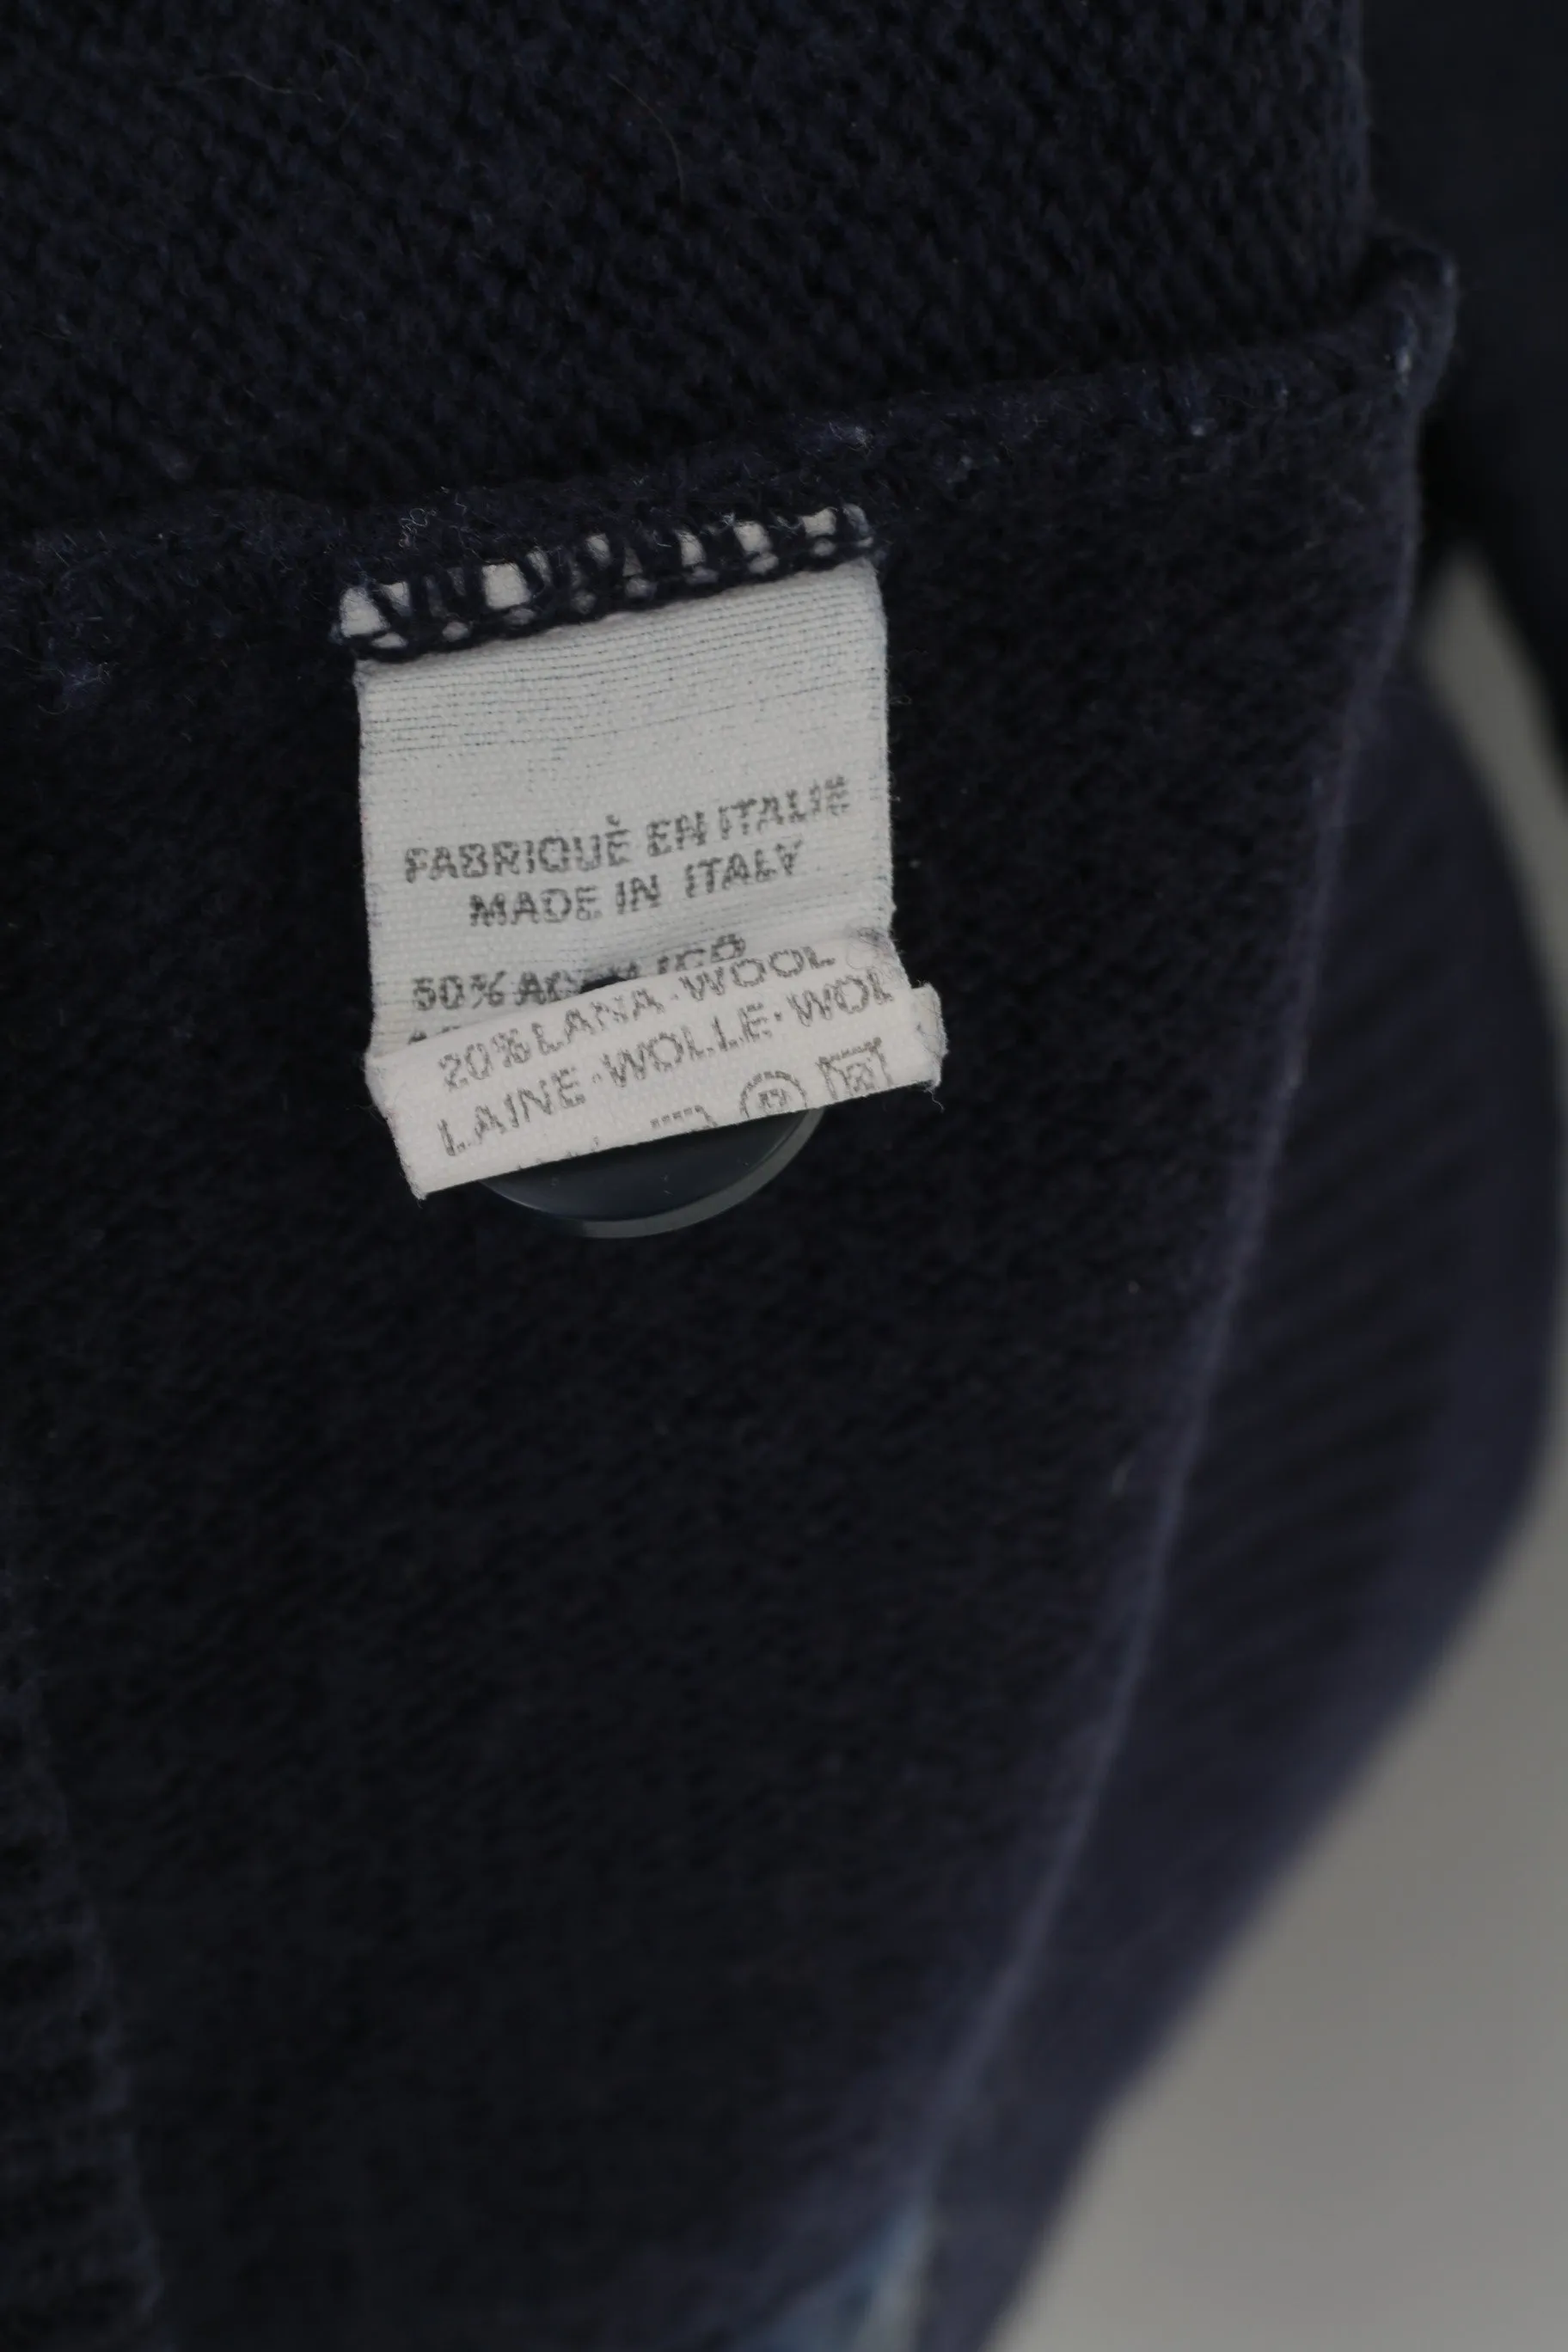 FABRIQUÈ EN ITALIE
MADE IN ITALY
20% LANA·WOOL
LAINE·WOLLE·WOL